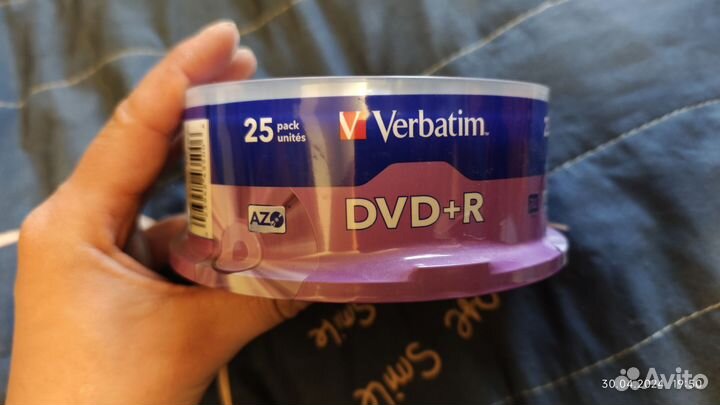 25 pack
unités
Verbatim
AZO
DVD+R
Smile
Smile
Avito
30.04.2024 19:50